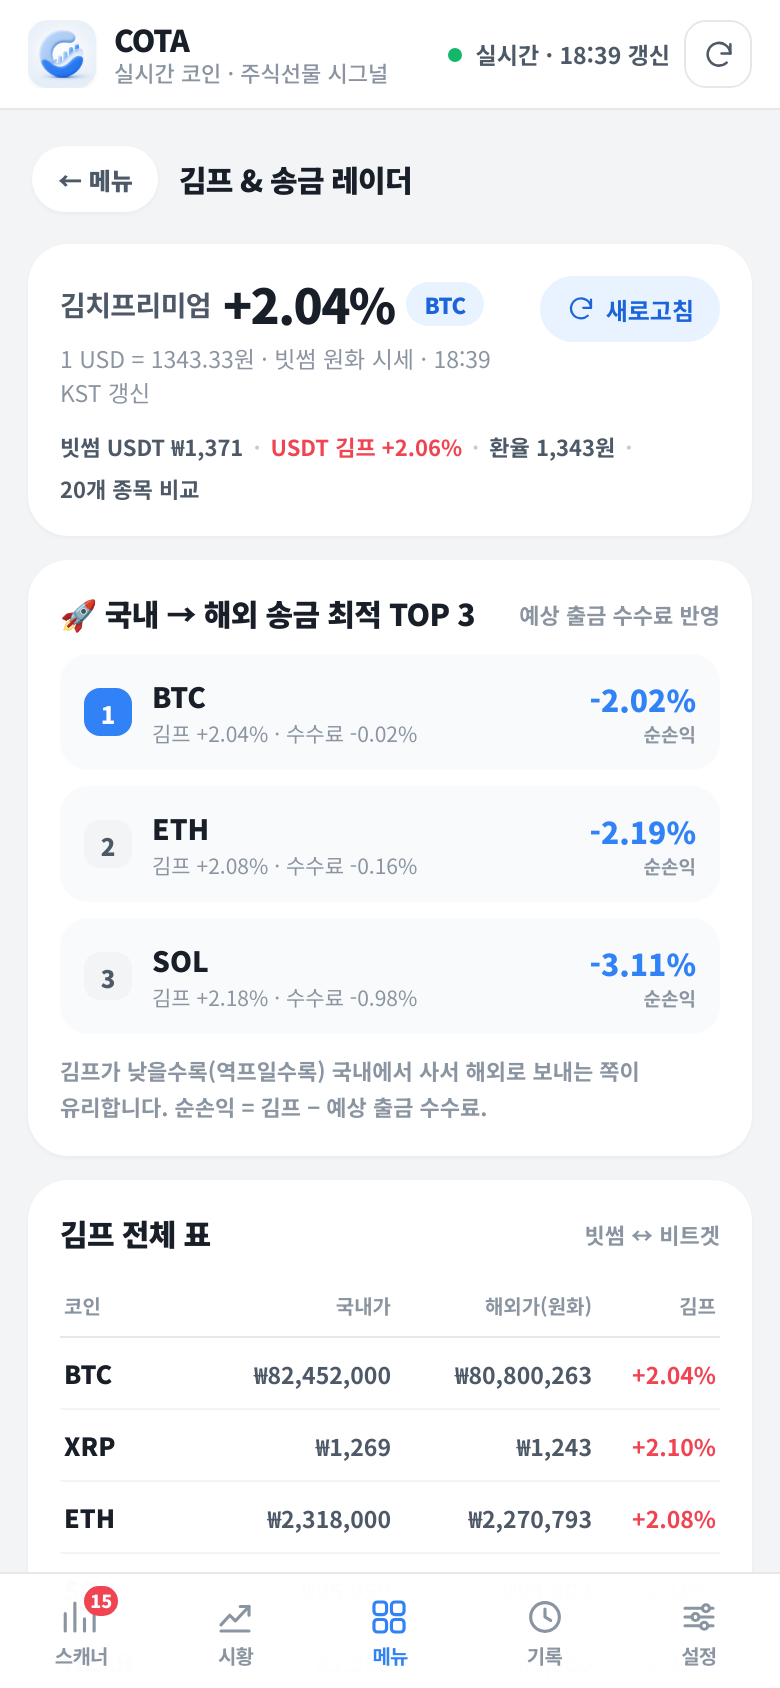 COTA
실시간 코인 · 주식선물 시그널
실시간 · 18:39 갱신
← 메뉴
김프 & 송금 레이더
김치프리미엄 +2.04% BTC
새로고침
1 USD = 1343.33원 · 빗썸 원화 시세 · 18:39
KST 갱신
빗썸 USDT ₩1,371 · USDT 김프 +2.06% · 환율 1,343원 ·
20개 종목 비교
🚀 국내 → 해외 송금 최적 TOP 3
예상 출금 수수료 반영
1
BTC
김프 +2.04% · 수수료 -0.02%
-2.02%
순손익
2
ETH
김프 +2.08% · 수수료 -0.16%
-2.19%
순손익
3
SOL
김프 +2.18% · 수수료 -0.98%
-3.11%
순손익
김프가 낮을수록(역프일수록) 국내에서 사서 해외로 보내는 쪽이
유리합니다. 순손익 = 김프 − 예상 출금 수수료.
김프 전체 표
빗썸 ↔ 비트겟
코인 국내가 해외가(원화) 김프
BTC ₩82,452,000 ₩80,800,263 +2.04%
XRP ₩1,269 ₩1,243 +2.10%
ETH ₩2,318,000 ₩2,270,793 +2.08%
15
스캐너 시황 메뉴 기록 설정